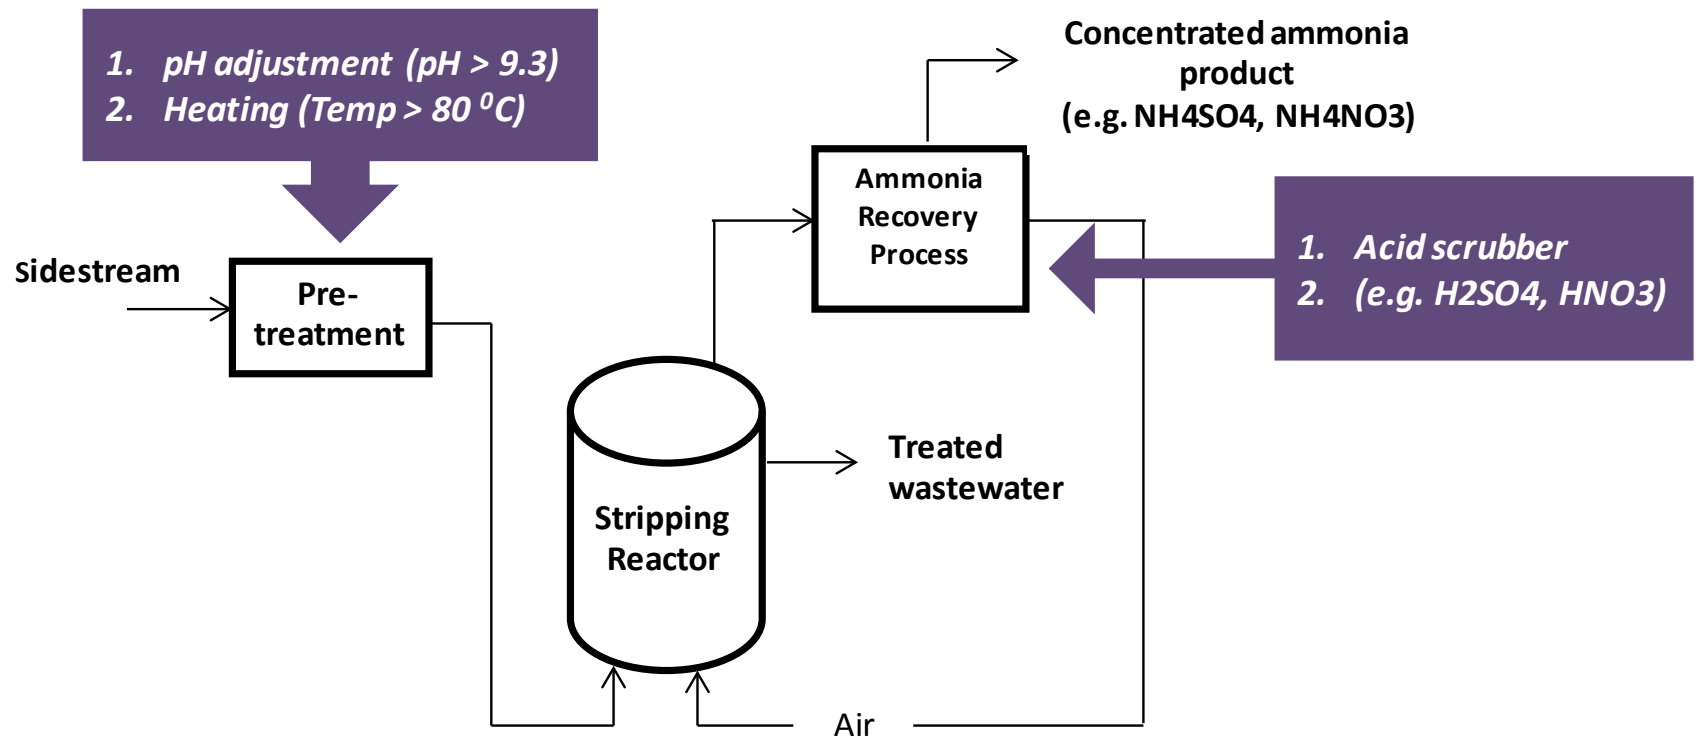 1. pH adjustment (pH > 9.3)
2. Heating (Temp > 80 ⁰C)
Concentrated ammonia
product
(e.g. NH4SO4, NH4NO3)
Ammonia
Recovery
Process
1. Acid scrubber
2. (e.g. H2SO4, HNO3)
Sidestream
Pre-
treatment
Treated
wastewater
Stripping
Reactor
Air